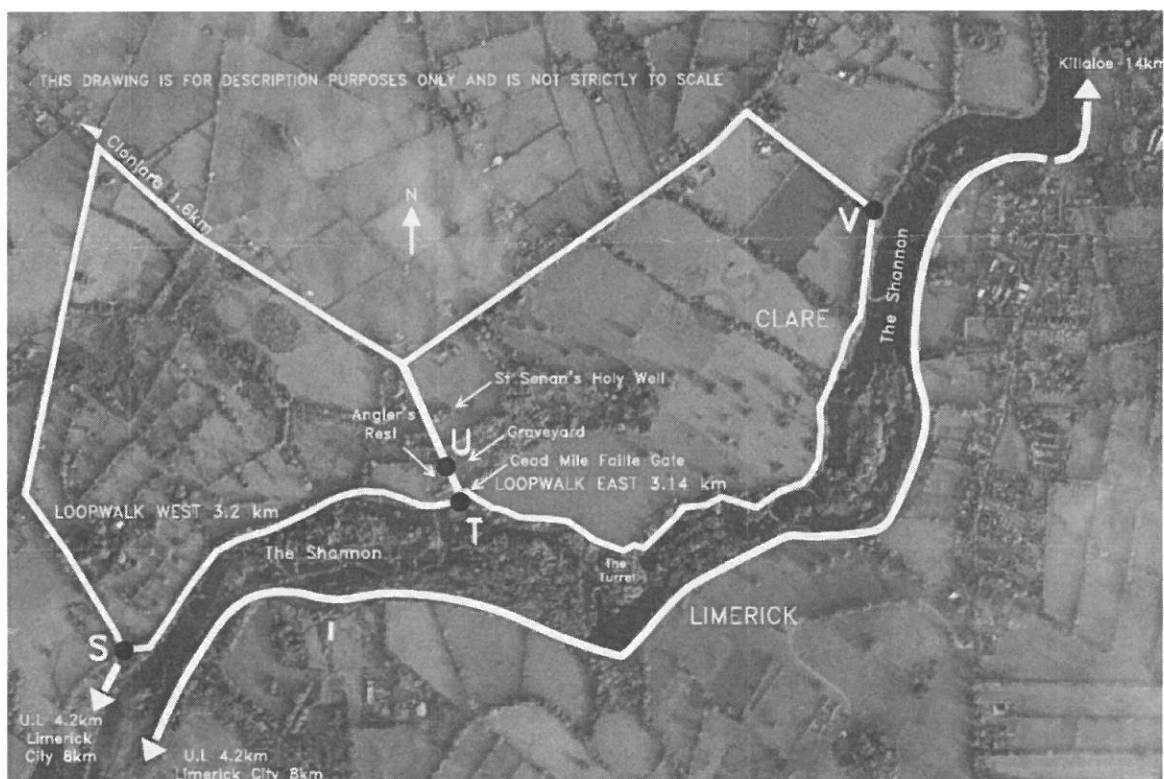 THIS DRAWING IS FOR DESCRIPTION PURPOSES ONLY AND IS NOT STRICTLY TO SCALE
Killaloe 14km
Clonlara 1.6km
N
V
The Shannon
CLARE
St Senan's Holy Well
Angler's
Rest
U
Graveyard
Cead Mile Failte Gate
LOOPWALK EAST 3.14 km
LOOPWALK WEST 3.2 km
T
The Shannon
The
Turret
LIMERICK
S
U.L 4.2km
Limerick
City 8km
U.L 4.2km
Limerick City 8km